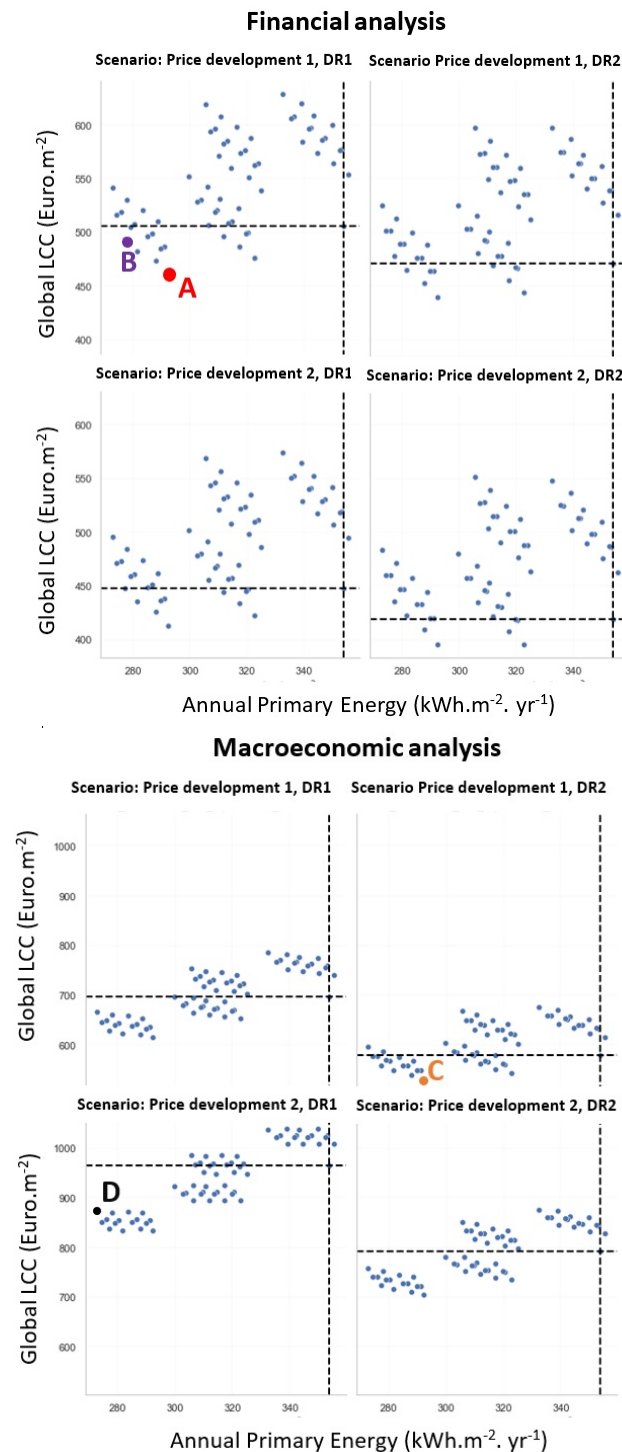 Financial analysis
Scenario: Price development 1, DR1
Scenario Price development 1, DR2
Global LCC (Euro.m-2)
600
550
500
450
400
B
A
Scenario: Price development 2, DR1
Scenario: Price development 2, DR2
Global LCC (Euro.m-2)
600
550
500
450
400
280 300 320 340
280 300 320 340
Annual Primary Energy (kWh.m-2. yr-1)
Macroeconomic analysis
Scenario: Price development 1, DR1
Scenario Price development 1, DR2
Global LCC (Euro.m-2)
1000
900
800
700
600
C
Scenario: Price development 2, DR1
Scenario: Price development 2, DR2
Global LCC (Euro.m-2)
1000
900
800
700
600
D
280 300 320 340
280 300 320 340
Annual Primary Energy (kWh.m-2. yr-1)